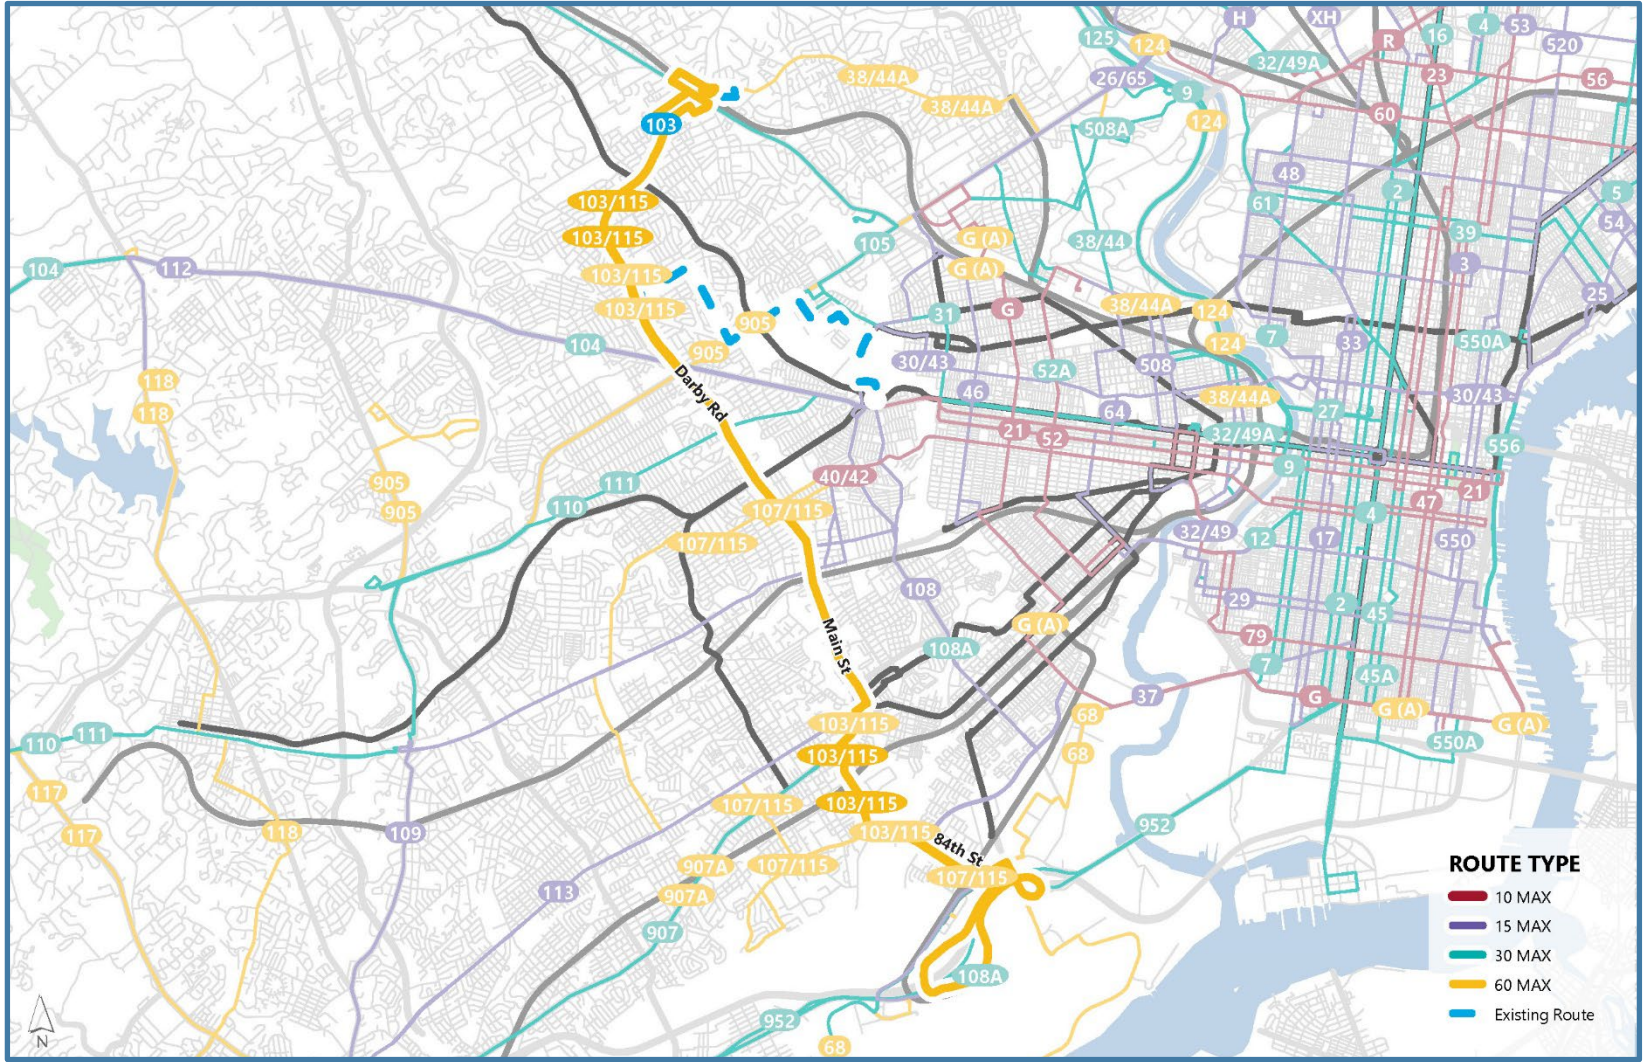 H
XH
16
4
53
125
124
R
520
32/49A
38/44A
26/65
23
56
9
38/44A
60
103
508A
124
48
2
5
103/115
61
54
39
103/115
G (A)
38/44
105
3
104
112
103/115
G (A)
25
103/115
38/44A
124
31
G
905
7
33
550A
104
905
124
30/43
508
52A
118
Darby Rd
46
38/44A
30/43
118
64
27
21
52
32/49A
556
9
40/42
905
111
47
21
110
107/115
905
4
107/115
32/49
12
17
550
108
29
2
45
G (A)
79
Main St
108A
7
45A
37
G
G (A)
68
103/115
G (A)
110
111
550A
103/115
68
117
107/115
103/115
952
117
118
109
103/115
84th St
907A
107/115
107/115
113
907A
907
108A
952
68
N
ROUTE TYPE
10 MAX
15 MAX
30 MAX
60 MAX
Existing Route